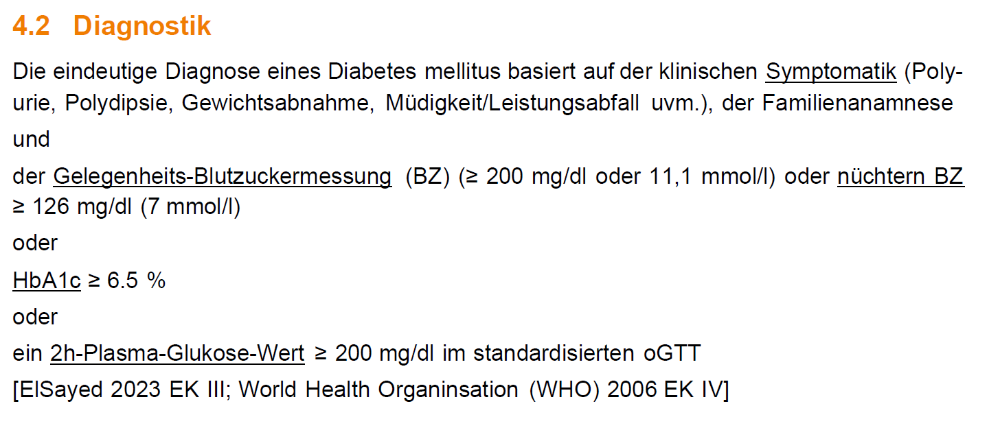 4.2 Diagnostik
Die eindeutige Diagnose eines Diabetes mellitus basiert auf der klinischen Symptomatik (Poly-
urie, Polydipsie, Gewichtsabnahme, Müdigkeit/Leistungsabfall uvm.), der Familienanamnese
und
der Gelegenheits-Blutzuckermessung (BZ) (≥ 200 mg/dl oder 11,1 mmol/l) oder nüchtern BZ
≥ 126 mg/dl (7 mmol/l)
oder
HbA1c ≥ 6.5 %
oder
ein 2h-Plasma-Glukose-Wert ≥ 200 mg/dl im standardisierten oGTT
[ElSayed 2023 EK III; World Health Organinsation (WHO) 2006 EK IV]